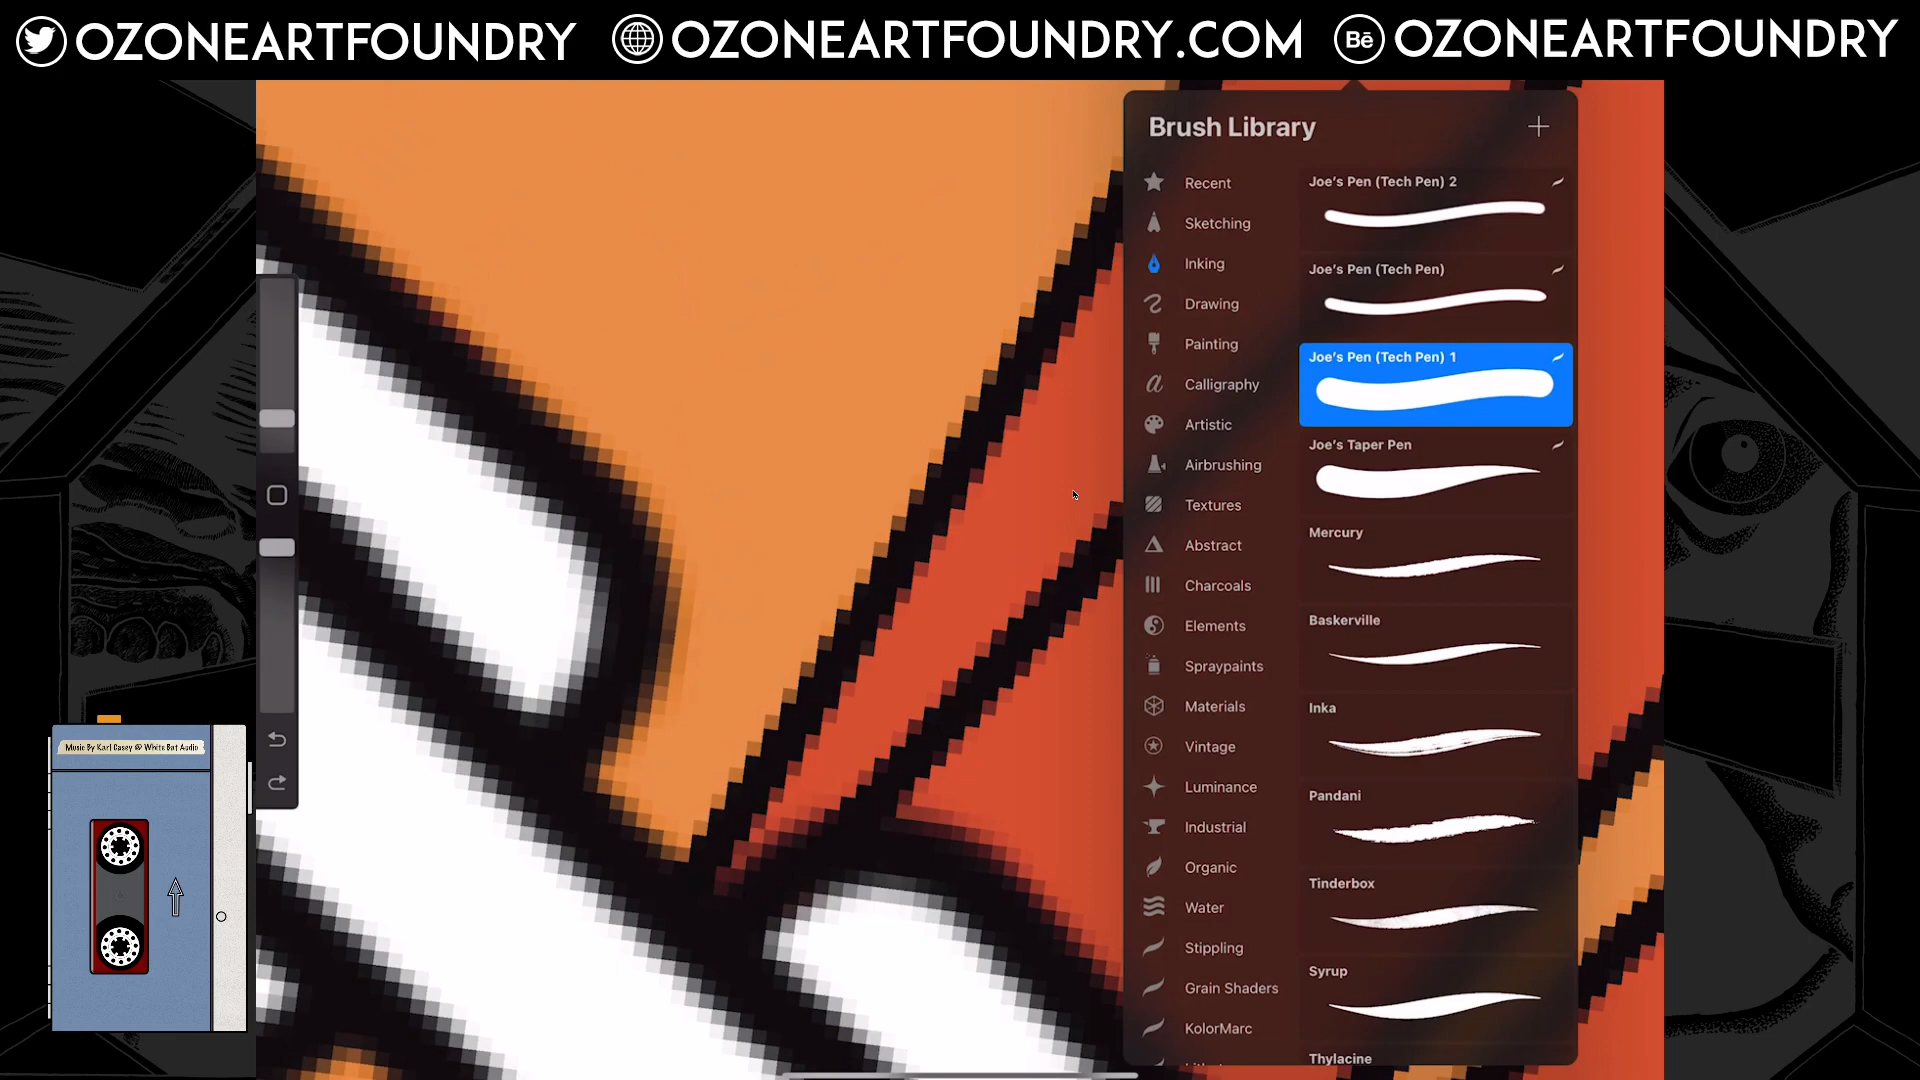 OZONEARTFOUNDRY OZONEARTFOUNDRY.COM Bē OZONEARTFOUNDRY
Brush Library
Recent
Sketching
Inking
Drawing
Painting
Calligraphy
Artistic
Airbrushing
Textures
Abstract
Charcoals
Elements
Spraypaints
Materials
Vintage
Luminance
Industrial
Organic
Water
Stippling
Grain Shaders
KolorMarc
Joe's Pen (Tech Pen) 2
Joe's Pen (Tech Pen)
Joe's Pen (Tech Pen) 1
Joe's Taper Pen
Mercury
Baskerville
Inka
Pandani
Tinderbox
Syrup
Thylacine
Music By Karl Casey @ White Bat Audio